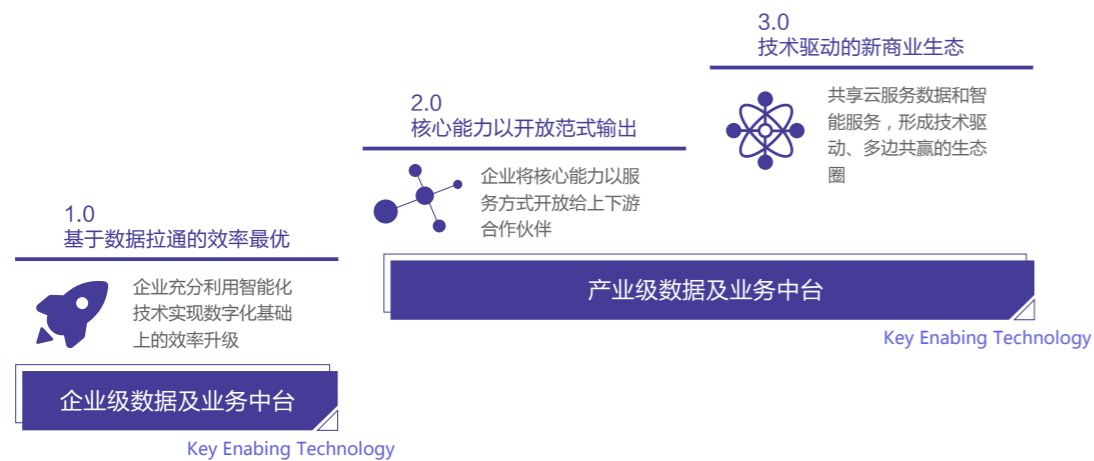 3.0
技术驱动的新商业生态
共享云服务数据和智
能服务，形成技术驱
动、多边共赢的生态
圈
2.0
核心能力以开放范式输出
企业将核心能力以服
务方式开放给上下游
合作伙伴
1.0
基于数据拉通的效率最优
企业充分利用智能化
技术实现数字化基础
上的效率升级
产业级数据及业务中台
Key Enabing Technology
企业级数据及业务中台
Key Enabing Technology